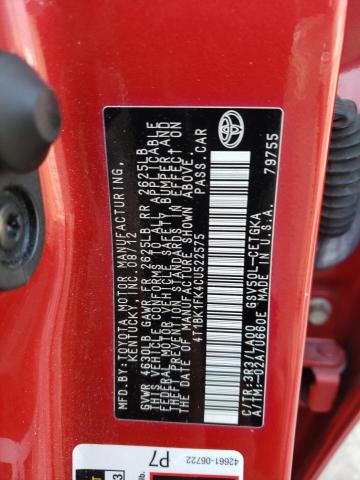 MFD.BY:TOYOTA MOTOR MANUFACTURING,
KENTUCKY, INC. 08/12
GVWR 4630LB GAWR FR 2625LB RR 2625LB
THIS VEHICLE CONFORMS TO ALL APPLICABLE
FEDERAL MOTOR VEHICLE SAFETY, BUMPER, AND
THEFT PREVENTION STANDARDS IN EFFECT ON
THE DATE OF MANUFACTURE SHOWN ABOVE.
4T1BK1FK4CU522575 PASS.CAR
C/TR:3R3/LA00 GSV50L-CETGKA
A/TM:-02A/U660E MADE IN U.S.A.
79755
42661-06722
P7